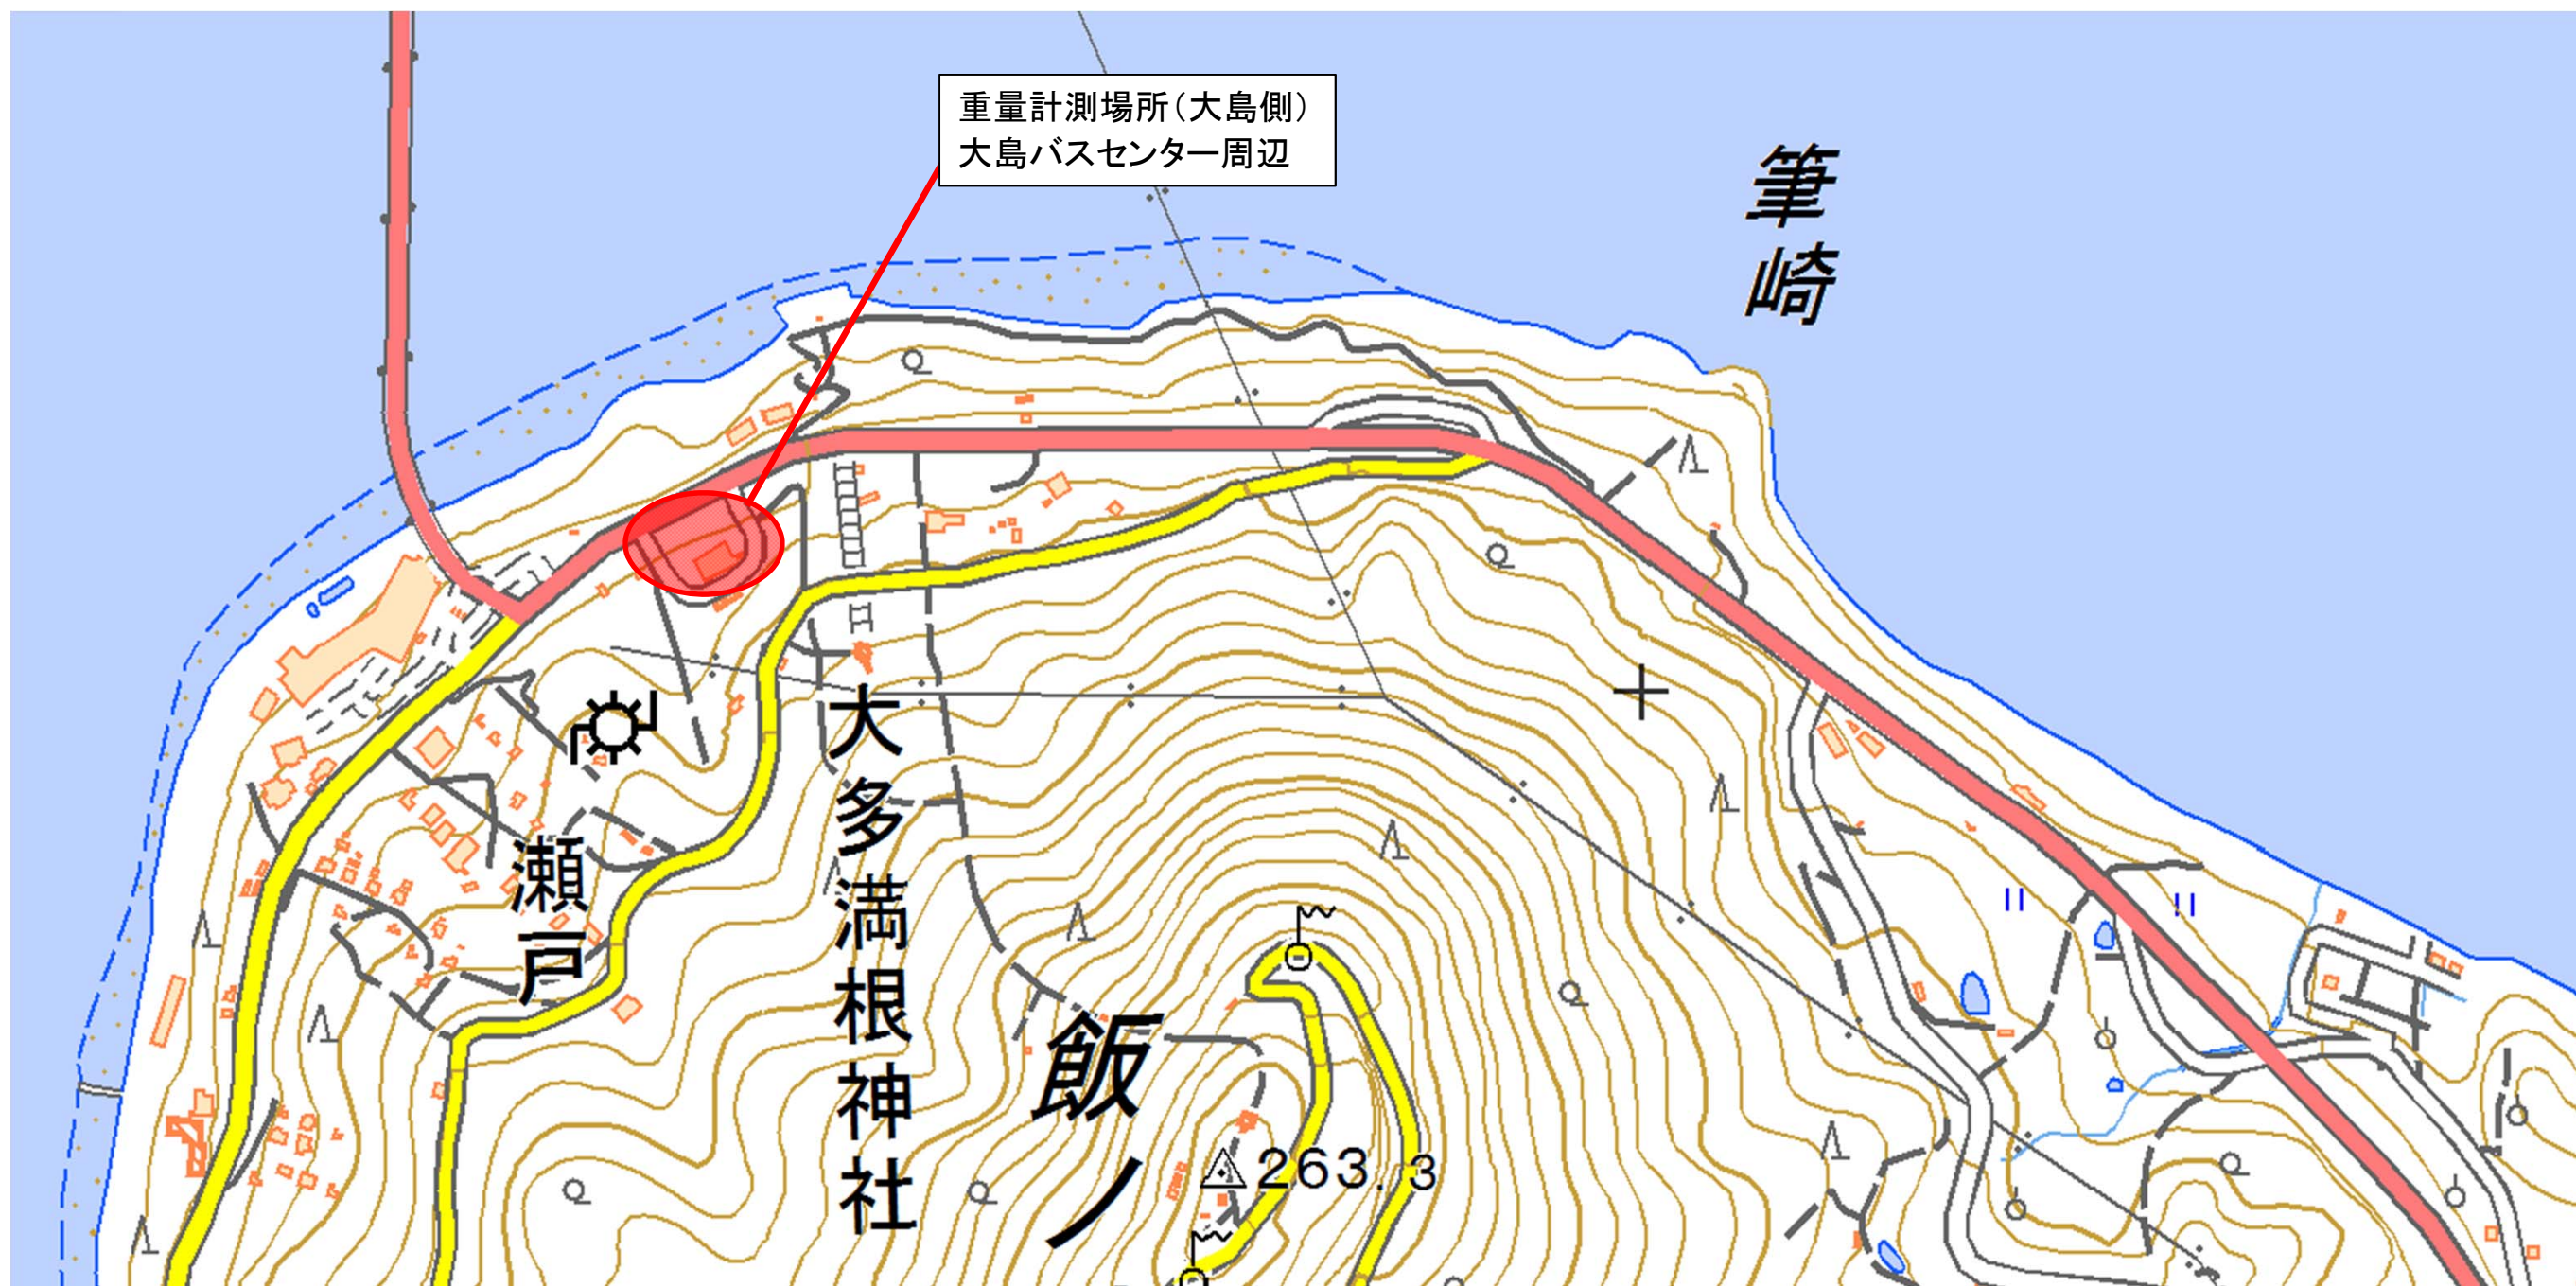 重量計測場所（大島側）
大島バスセンター周辺
筆崎
大多満根神社
瀬戸
飯ノ
263.3